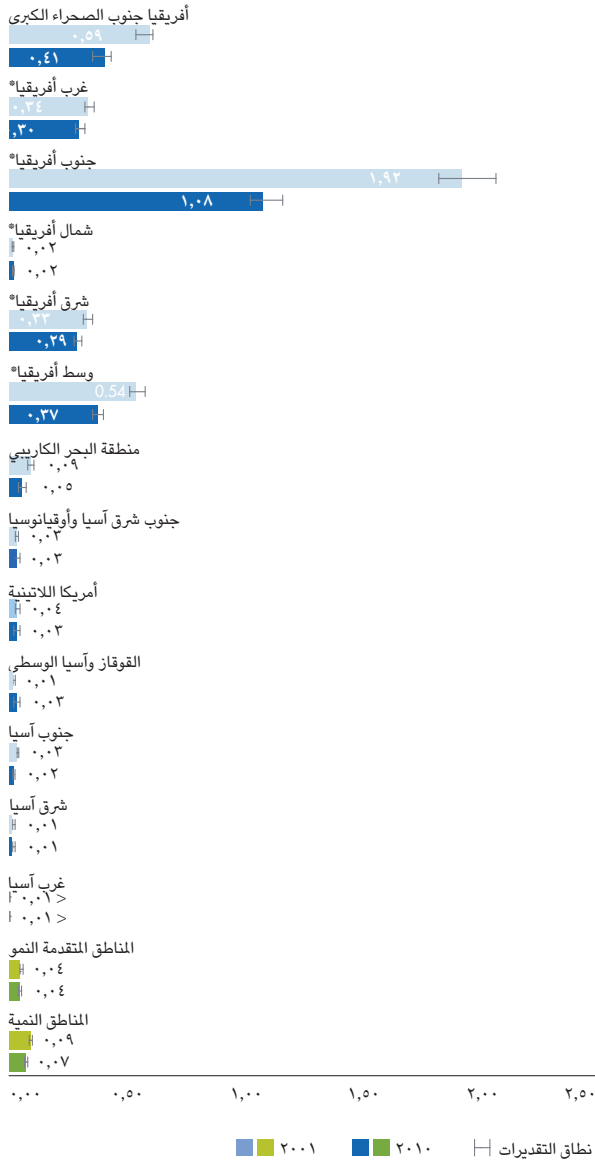 أفريقيا جنوب الصحراء الكبرى
٠,٥٩
٠,٤١
غرب أفريقيا*
٠,٣٤
٠,٣٠
جنوب أفريقيا*
١,٩٢
١,٠٨
شمال أفريقيا*
٠,٠٢
٠,٠٢
شرق أفريقيا*
٠,٣٣
٠,٢٩
وسط أفريقيا*
0.54
٠,٣٧
منطقة البحر الكاريبي
٠,٠٩
٠,٠٥
جنوب شرق آسيا وأوقيانوسيا
٠,٠٣
٠,٠٣
أمريكا اللاتينية
٠,٠٤
٠,٠٣
القوقاز وآسيا الوسطى
٠,٠١
٠,٠٣
جنوب آسيا
٠,٠٣
٠,٠٢
شرق آسيا
٠,٠١
٠,٠١
غرب آسيا
٠,٠١ >
٠,٠١ >
المناطق المتقدمة النمو
٠,٠٤
٠,٠٤
المناطق النمية
٠,٠٩
٠,٠٧
٠,٠٠ ٠,٥٠ ١,٠٠ ١,٥٠ ٢,٠٠ ٢,٥٠
نطاق التقديرات ٢٠١٠ ٢٠٠١